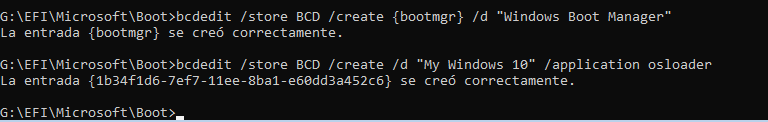 G:\EFI\Microsoft\Boot>bcdedit /store BCD /create {bootmgr} /d "Windows Boot Manager"
La entrada {bootmgr} se creó correctamente.
G:\EFI\Microsoft\Boot>bcdedit /store BCD /create /d "My Windows 10" /application osloader
La entrada {1b34f1d6-7ef7-11ee-8ba1-e60dd3a452c6} se creó correctamente.
G:\EFI\Microsoft\Boot>